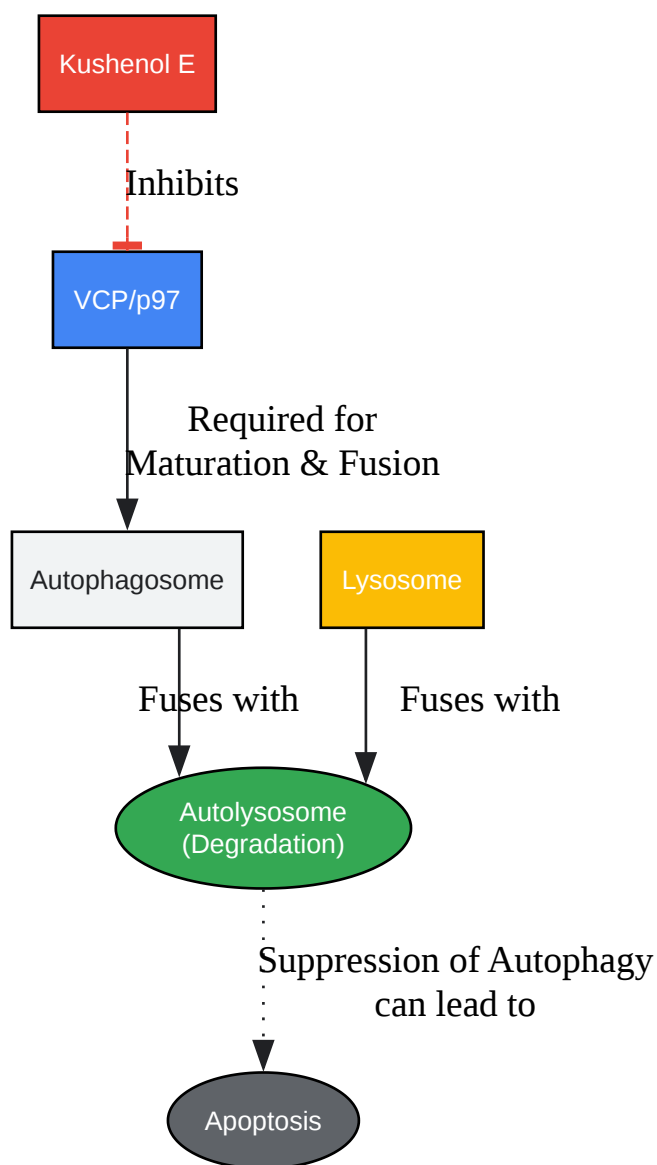 Kushenol E
Inhibits
VCP/p97
Required for
Maturation & Fusion
Autophagosome
Lysosome
Fuses with
Fuses with
Autolysosome
(Degradation)
Suppression of Autophagy
can lead to
Apoptosis